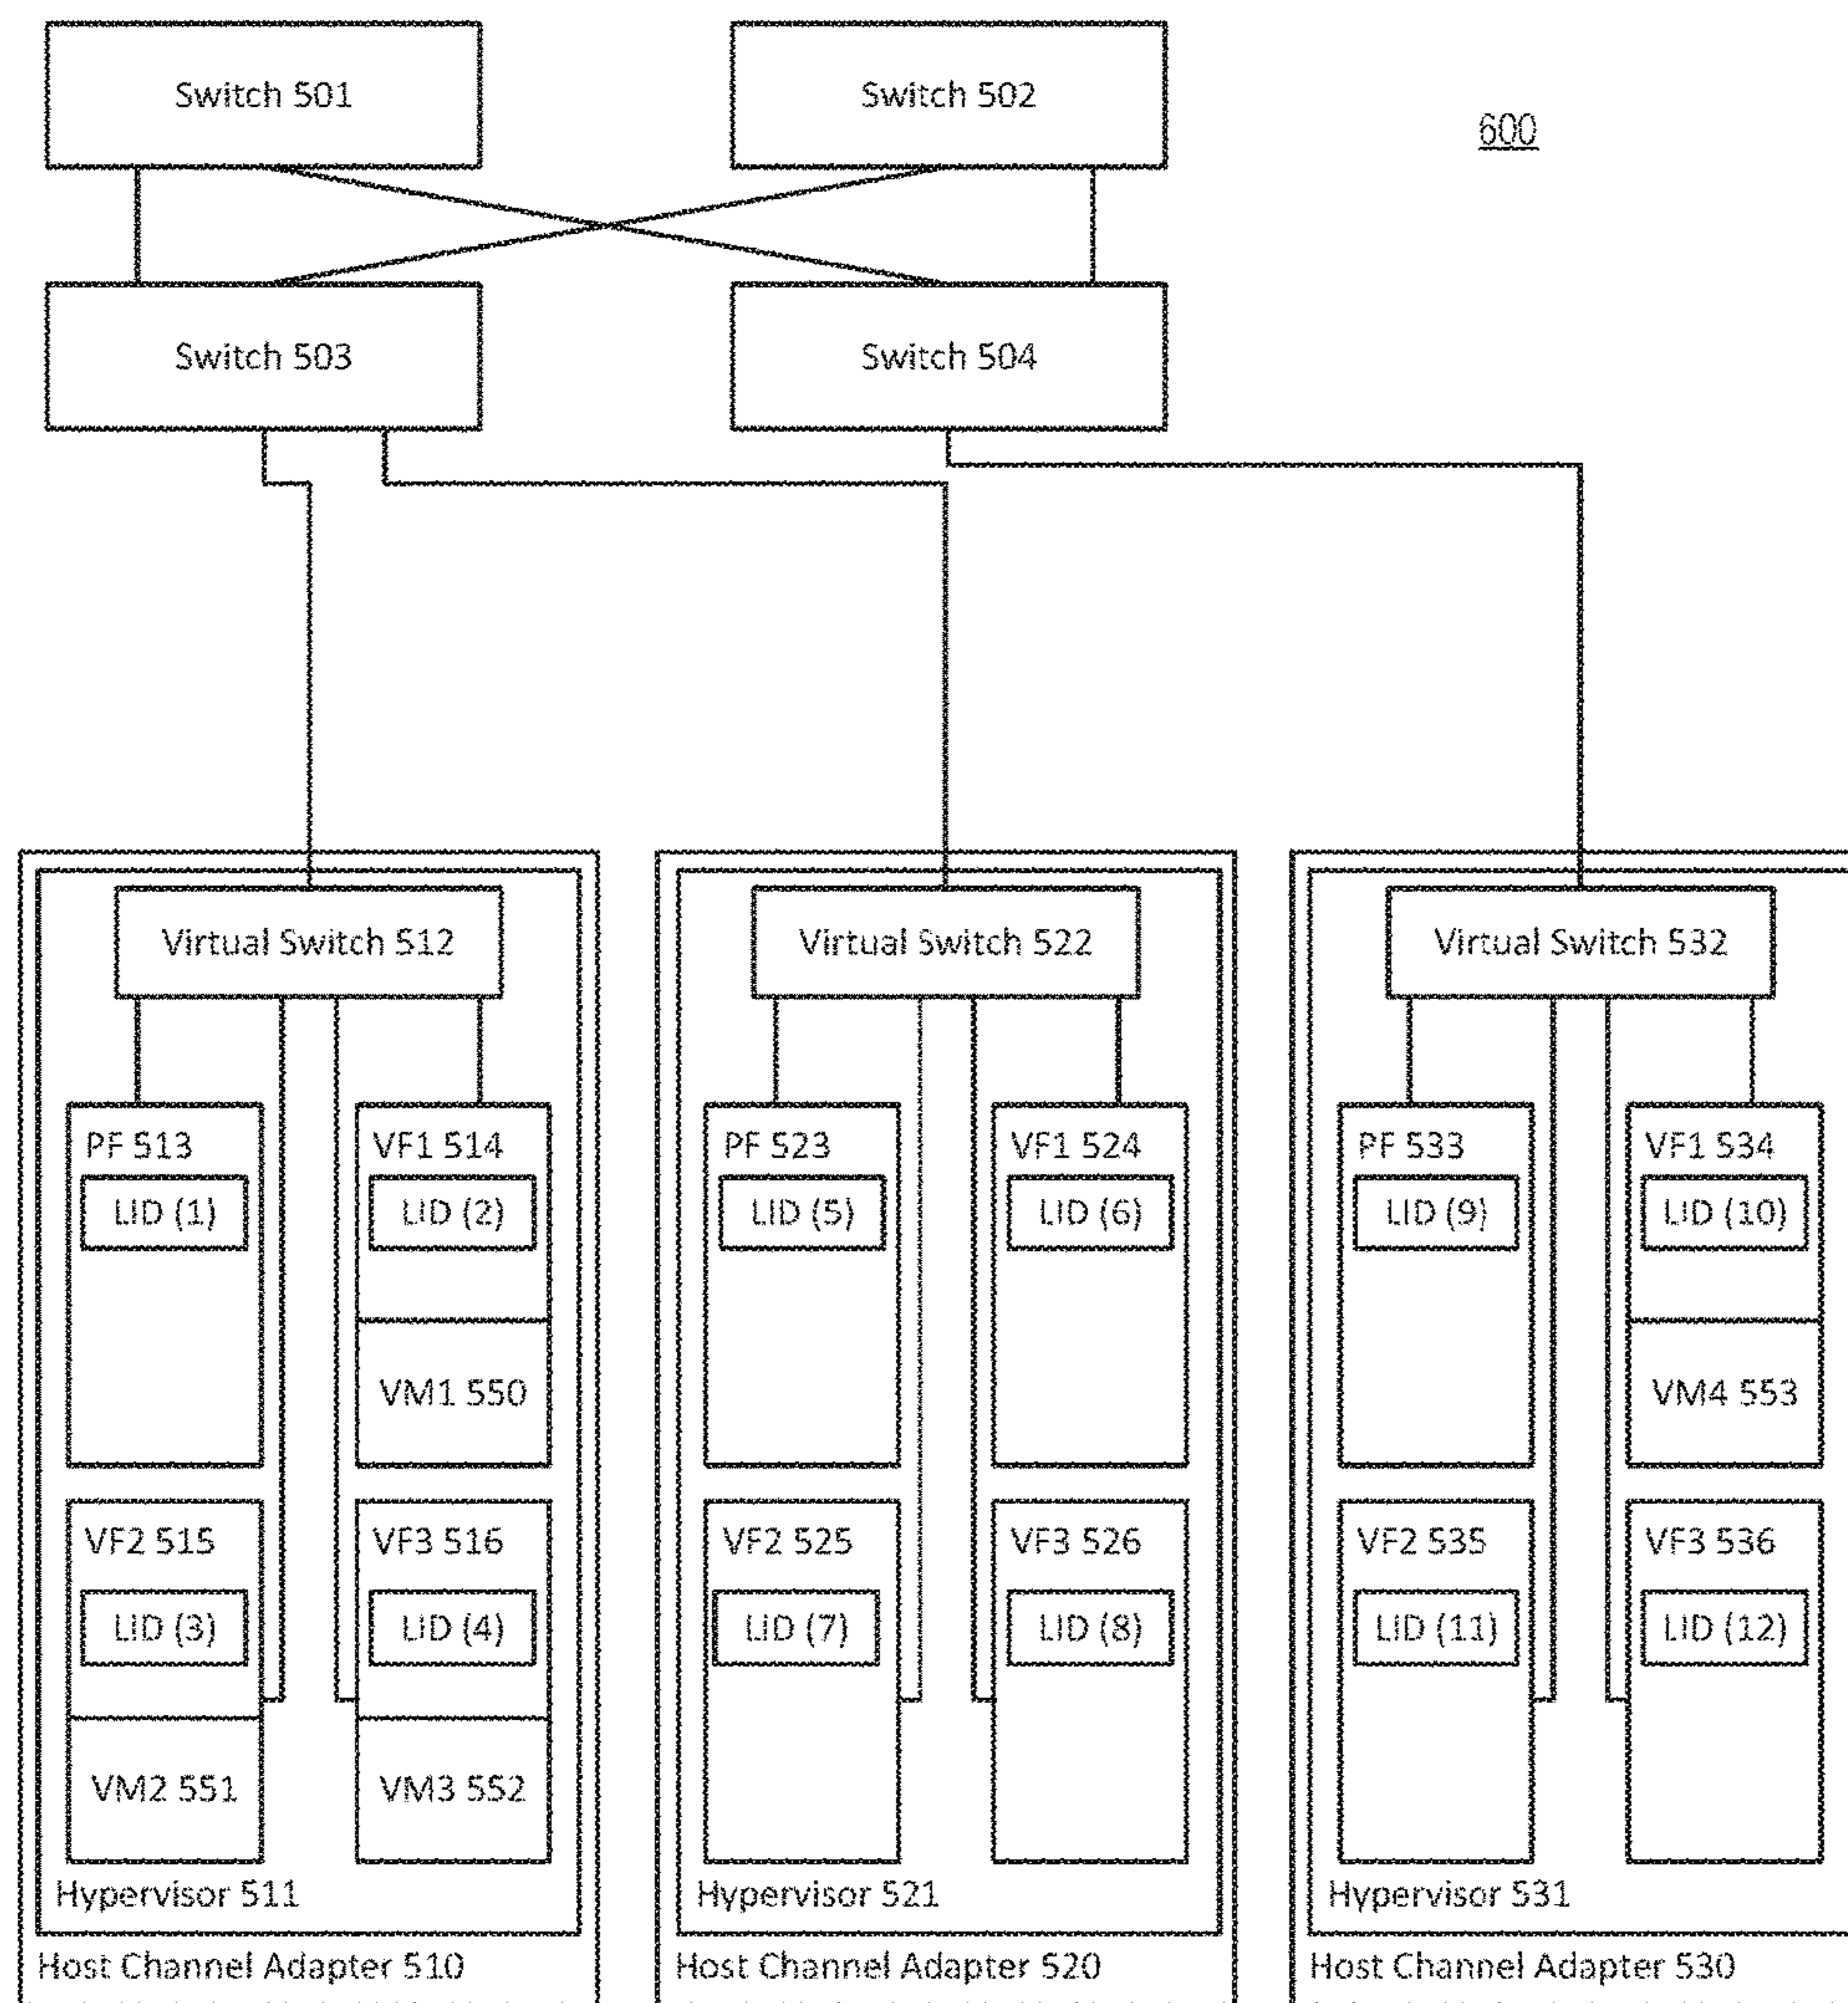 Switch 501
Switch 502
600
Switch 503
Switch 504
Virtual Switch 512
Virtual Switch 522
Virtual Switch 532
PF 513
LID (1)
VF1 514
LID (2)
VM1 550
PF 523
LID (5)
VF1 524
LID (6)
PF 533
LID (9)
VF1 534
LID (10)
VM4 553
VF2 515
LID (3)
VM2 551
VF3 516
LID (4)
VM3 552
VF2 525
LID (7)
VF3 526
LID (8)
VF2 535
LID (11)
VF3 536
LID (12)
Hypervisor 511
Hypervisor 521
Hypervisor 531
Host Channel Adapter 510
Host Channel Adapter 520
Host Channel Adapter 530